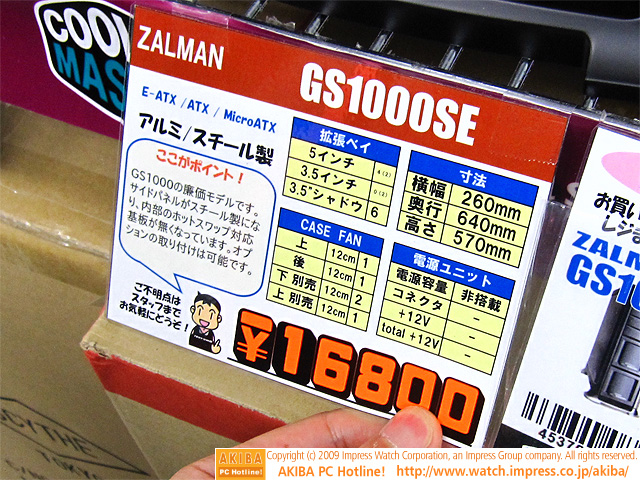 COOL
MAS
ZALMAN
GS1000SE
E-ATX / ATX / MicroATX
アルミ/スチール製
ここがポイント!
GS1000の廉価モデルです。
サイドパネルがスチール製にな
り、内部のホットスワップ対応
基板が無くなっています。オプ
ションの取り付けは可能です。
ご不明点は
スタッフまで
お気軽にどうぞ!
拡張ベイ
5インチ 4(2)
3.5インチ 0(2)
3.5"シャドウ 6
CASE FAN
上 12cm 1
後 12cm 1
下 別売 12cm 2
上 別売 12cm 1
寸法
横幅 260mm
奥行 640mm
高さ 570mm
電源ユニット
電源容量 非搭載
コネクタ -
+12V -
total +12V -
¥16800
お買い
レジ
ZALMA
GS10
45373
SCYTHE
TOKYO
AKIBA
PC Hotline!
Copyright (c) 2009 Impress Watch Corporation, an Impress Group company. All rights reserved.
AKIBA PC Hotline! http://www.watch.impress.co.jp/akiba/